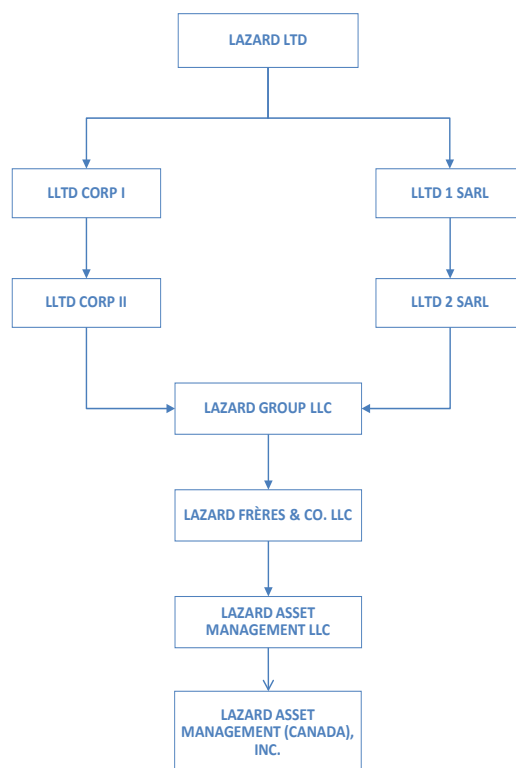 LAZARD LTD
LLTD CORP I
LLTD 1 SARL
LLTD CORP II
LLTD 2 SARL
LAZARD GROUP LLC
LAZARD FRÈRES & CO. LLC
LAZARD ASSET
MANAGEMENT LLC
LAZARD ASSET
MANAGEMENT (CANADA),
INC.